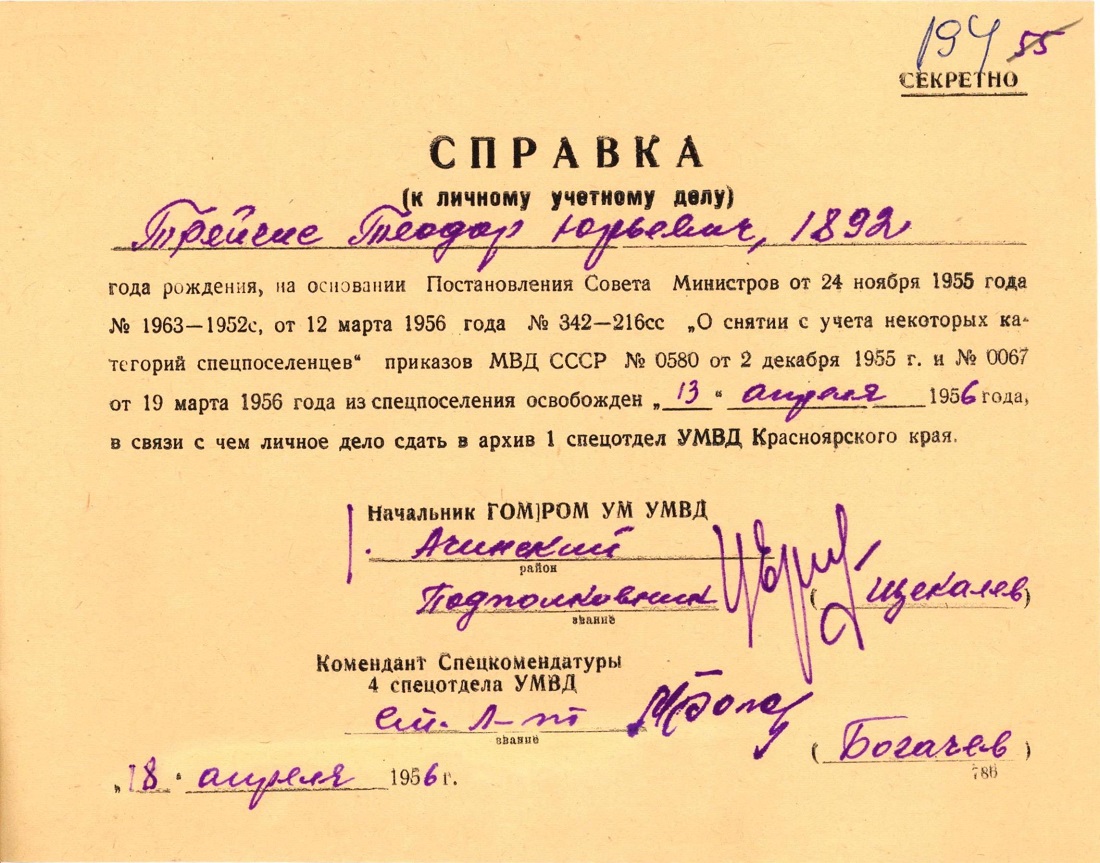 194 55
СЕКРЕТНО
СПРАВКА
(к личному учетному делу)
Трейсис Теодор Юрьевич, 1892
года рождения, на основании Постановления Совета Министров от 24 ноября 1955 года
№ 1963—1952с, от 12 марта 1956 года № 342—216сс „О снятии с учета некоторых ка-
тегорий спецпоселенцев“ приказов МВД СССР № 0580 от 2 декабря 1955 г. и № 0067
от 19 марта 1956 года из спецпоселения освобожден „ 13 “ апреля 1956 года,
в связи с чем личное дело сдать в архив 1 спецотдел УМВД Красноярского края.
Начальник ГОМ]РОМ УМ УМВД
Ачинский
район
Подполковник ( Щекалев )
звание
Комендант Спецкомендатуры
4 спецотдела УМВД
Ст. Л-нт
звание
( Богачев )
„ 18 “ апреля 1956 г.
786